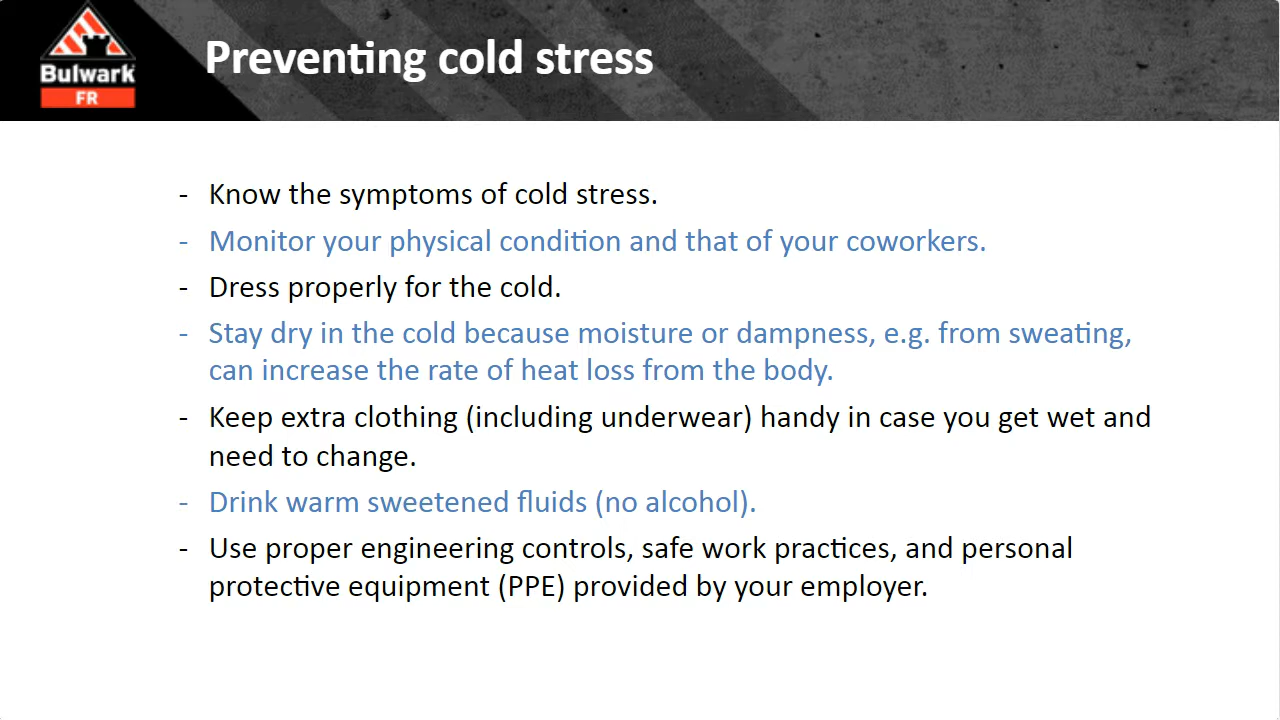 Bulwark
FR
Preventing cold stress
- Know the symptoms of cold stress.
- Monitor your physical condition and that of your coworkers.
- Dress properly for the cold.
- Stay dry in the cold because moisture or dampness, e.g. from sweating,
can increase the rate of heat loss from the body.
- Keep extra clothing (including underwear) handy in case you get wet and
need to change.
- Drink warm sweetened fluids (no alcohol).
- Use proper engineering controls, safe work practices, and personal
protective equipment (PPE) provided by your employer.